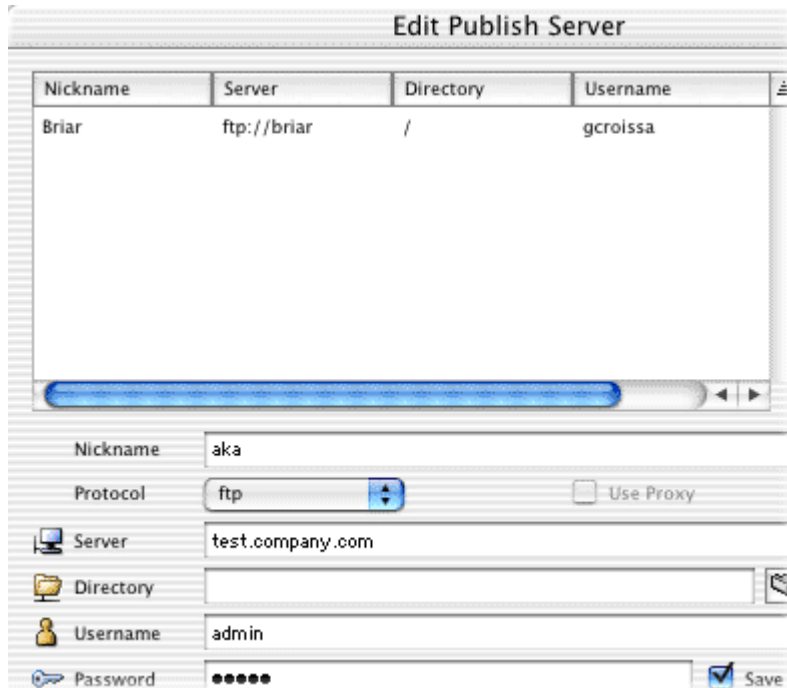 Edit Publish Server
Nickname Server Directory Username
Briar ftp://briar / gcroissa
Nickname aka
Protocol ftp Use Proxy
Server test.company.com
Directory
Username admin
Password ●●●●● Save